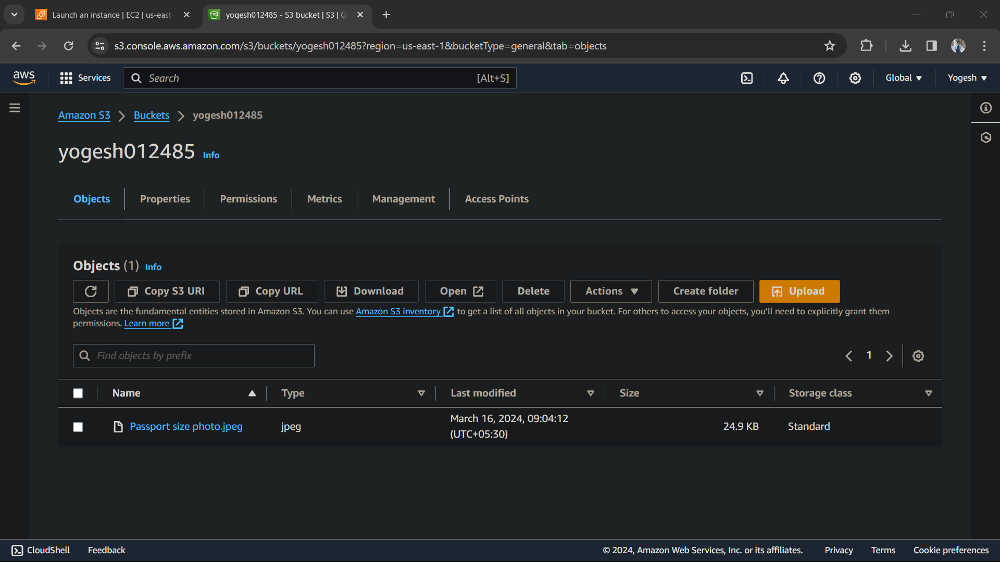 Launch an instance | EC2 | us-east-
yogesh012485 - S3 bucket | S3 | Gl
s3.console.aws.amazon.com/s3/buckets/yogesh012485?region=us-east-1&bucketType=general&tab=objects
aws
Services
Search
[Alt+S]
Global
Yogesh
Amazon S3
Buckets
yogesh012485
yogesh012485 Info
Objects
Properties
Permissions
Metrics
Management
Access Points
Objects (1) Info
Copy S3 URI
Copy URL
Download
Open
Delete
Actions
Create folder
Upload
Objects are the fundamental entities stored in Amazon S3. You can use Amazon S3 inventory to get a list of all objects in your bucket. For others to access your objects, you'll need to explicitly grant them
permissions. Learn more
Find objects by prefix
1
Name
Type
Last modified
Size
Storage class
Passport size photo.jpeg
jpeg
March 16, 2024, 09:04:12
(UTC+05:30)
24.9 KB
Standard
CloudShell
Feedback
© 2024, Amazon Web Services, Inc. or its affiliates.
Privacy
Terms
Cookie preferences